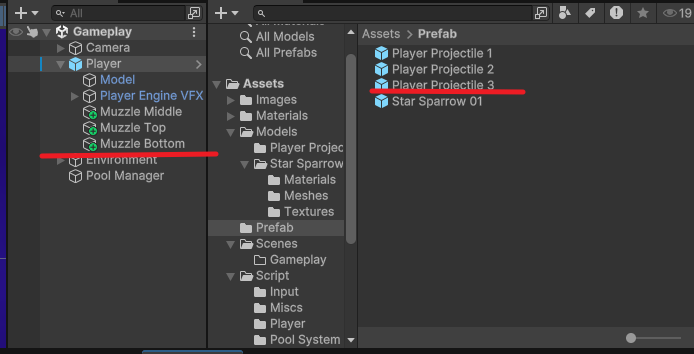 All
19
Gameplay
Camera
Player
Model
Player Engine VFX
Muzzle Middle
Muzzle Top
Muzzle Bottom
Environment
Pool Manager
All Materials
All Models
All Prefabs
Assets
Images
Materials
Models
Player Projec
Star Sparrow
Materials
Meshes
Textures
Prefab
Scenes
Gameplay
Script
Input
Miscs
Player
Pool System
Assets > Prefab
Player Projectile 1
Player Projectile 2
Player Projectile 3
Star Sparrow 01